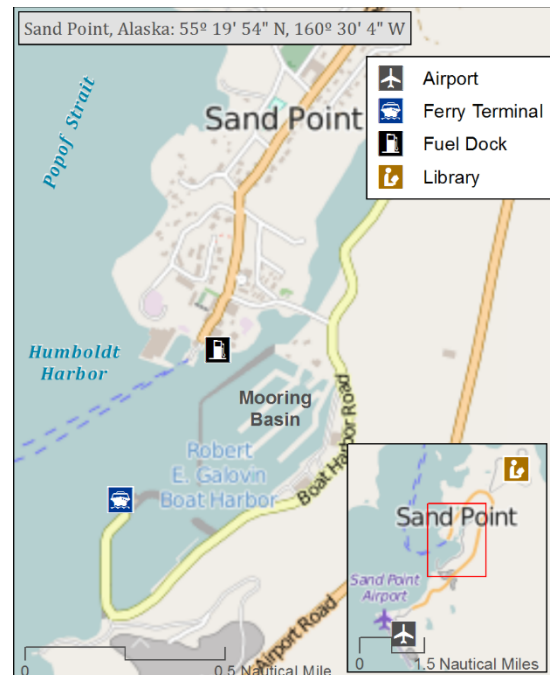 Sand Point, Alaska: 55º 19' 54" N, 160º 30' 4" W
Airport
Ferry Terminal
Fuel Dock
Library
Popof Strait
Sand Point
Humboldt
Harbor
Mooring
Basin
Robert
E. Galovin
Boat Harbor
Boat Harbor Road
Airport Road
0
0.5 Nautical Mile
Sand Point
Sand Point
Airport
0
1.5 Nautical Miles